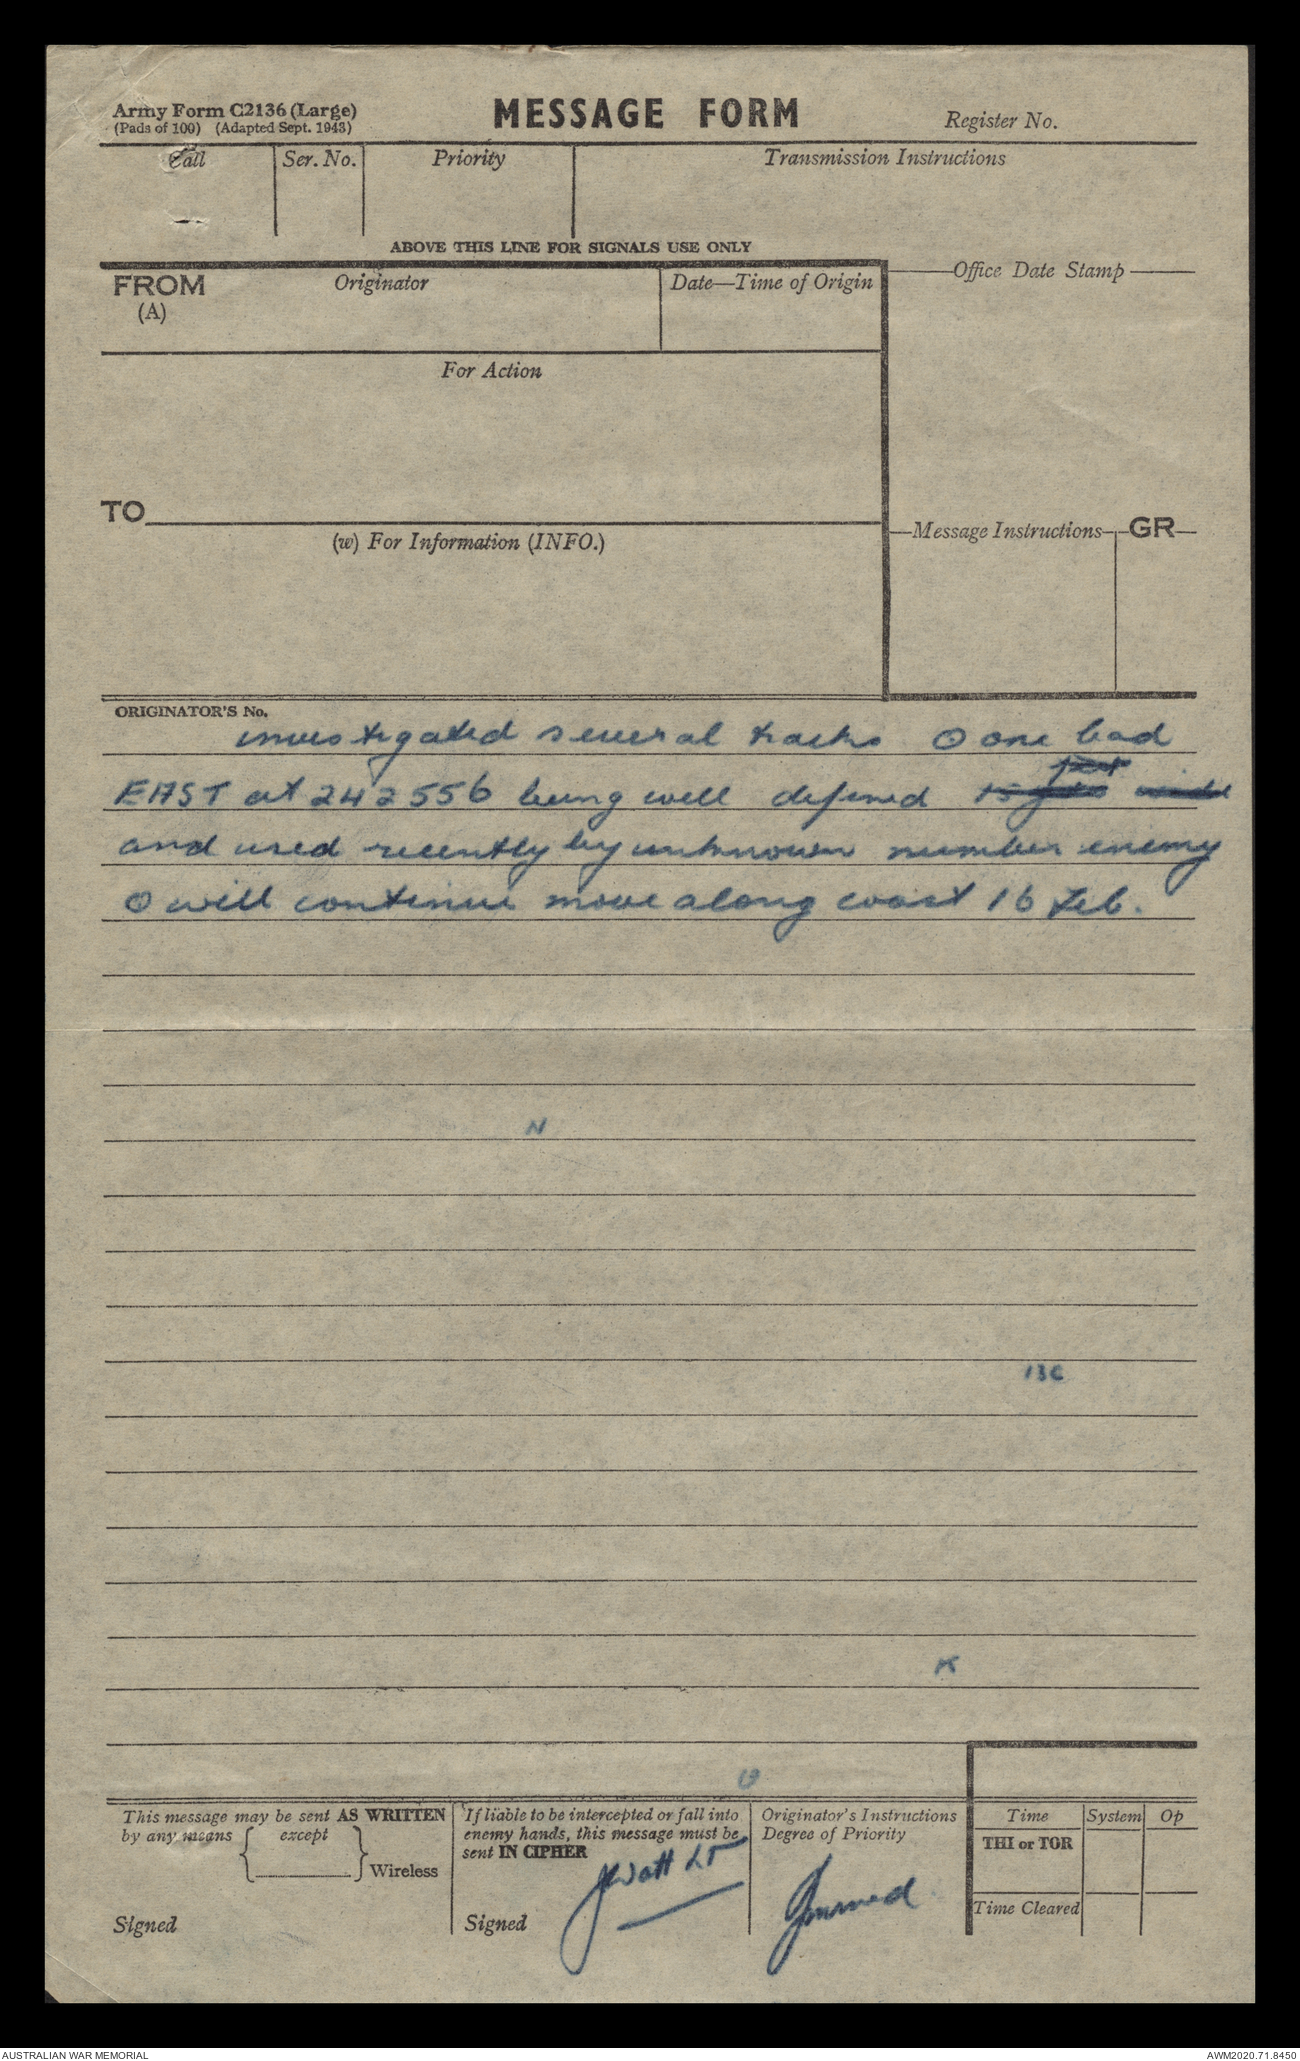 Army Form C2136 (Large)
(Pads of 100) (Adapted Sept. 1943)
MESSAGE FORM
Register No.
Call
Ser. No.
Priority
Transmission Instructions
ABOVE THIS LINE FOR SIGNALS USE ONLY
FROM
(A)
Originator
Date—Time of Origin
Office Date Stamp
For Action
TO
(w) For Information (INFO.)
Message Instructions
GR
ORIGINATOR'S No.
investigated several tracks O one bad
EAST at 242556 being well defined
and used recently by unknown number enemy
O will continue move along coast 16 Feb.
N
13C
K
This message may be sent AS WRITTEN
by any means
except
Wireless
Signed
If liable to be intercepted or fall into
enemy hands, this message must be
sent IN CIPHER
JWatt Lt
Signed
Originator's Instructions
Degree of Priority
Time
System
Op
THI or TOR
Time Cleared
AUSTRALIAN WAR MEMORIAL
AWM2020.71.8450